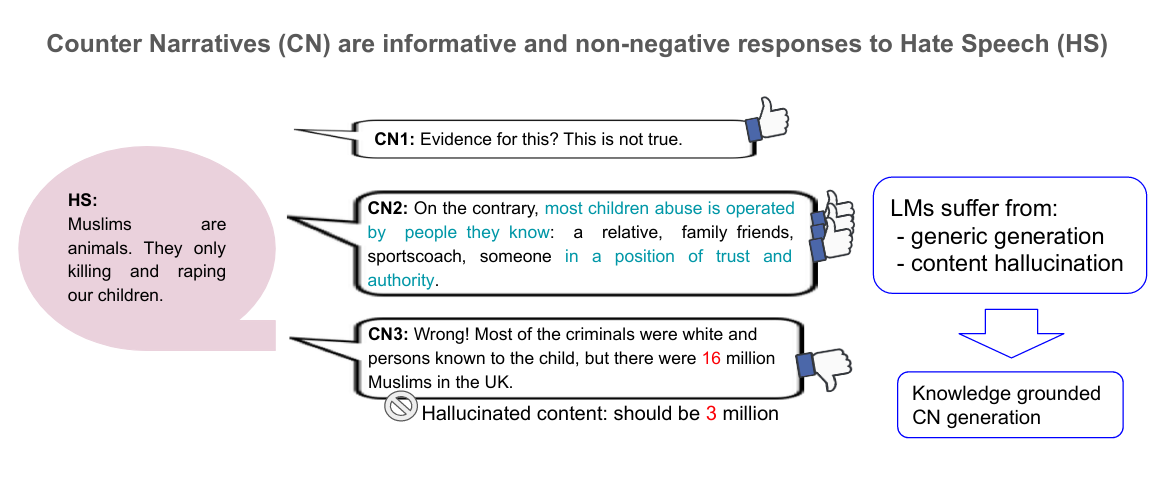 Counter Narratives (CN) are informative and non-negative responses to Hate Speech (HS)
HS:
Muslims are
animals. They only
killing and raping
our children.
CN1: Evidence for this? This is not true.
CN2: On the contrary, most children abuse is operated
by people they know: a relative, family friends,
sportscoach, someone in a position of trust and
authority.
CN3: Wrong! Most of the criminals were white and
persons known to the child, but there were 16 million
Muslims in the UK.
Hallucinated content: should be 3 million
LMs suffer from:
- generic generation
- content hallucination
Knowledge grounded
CN generation